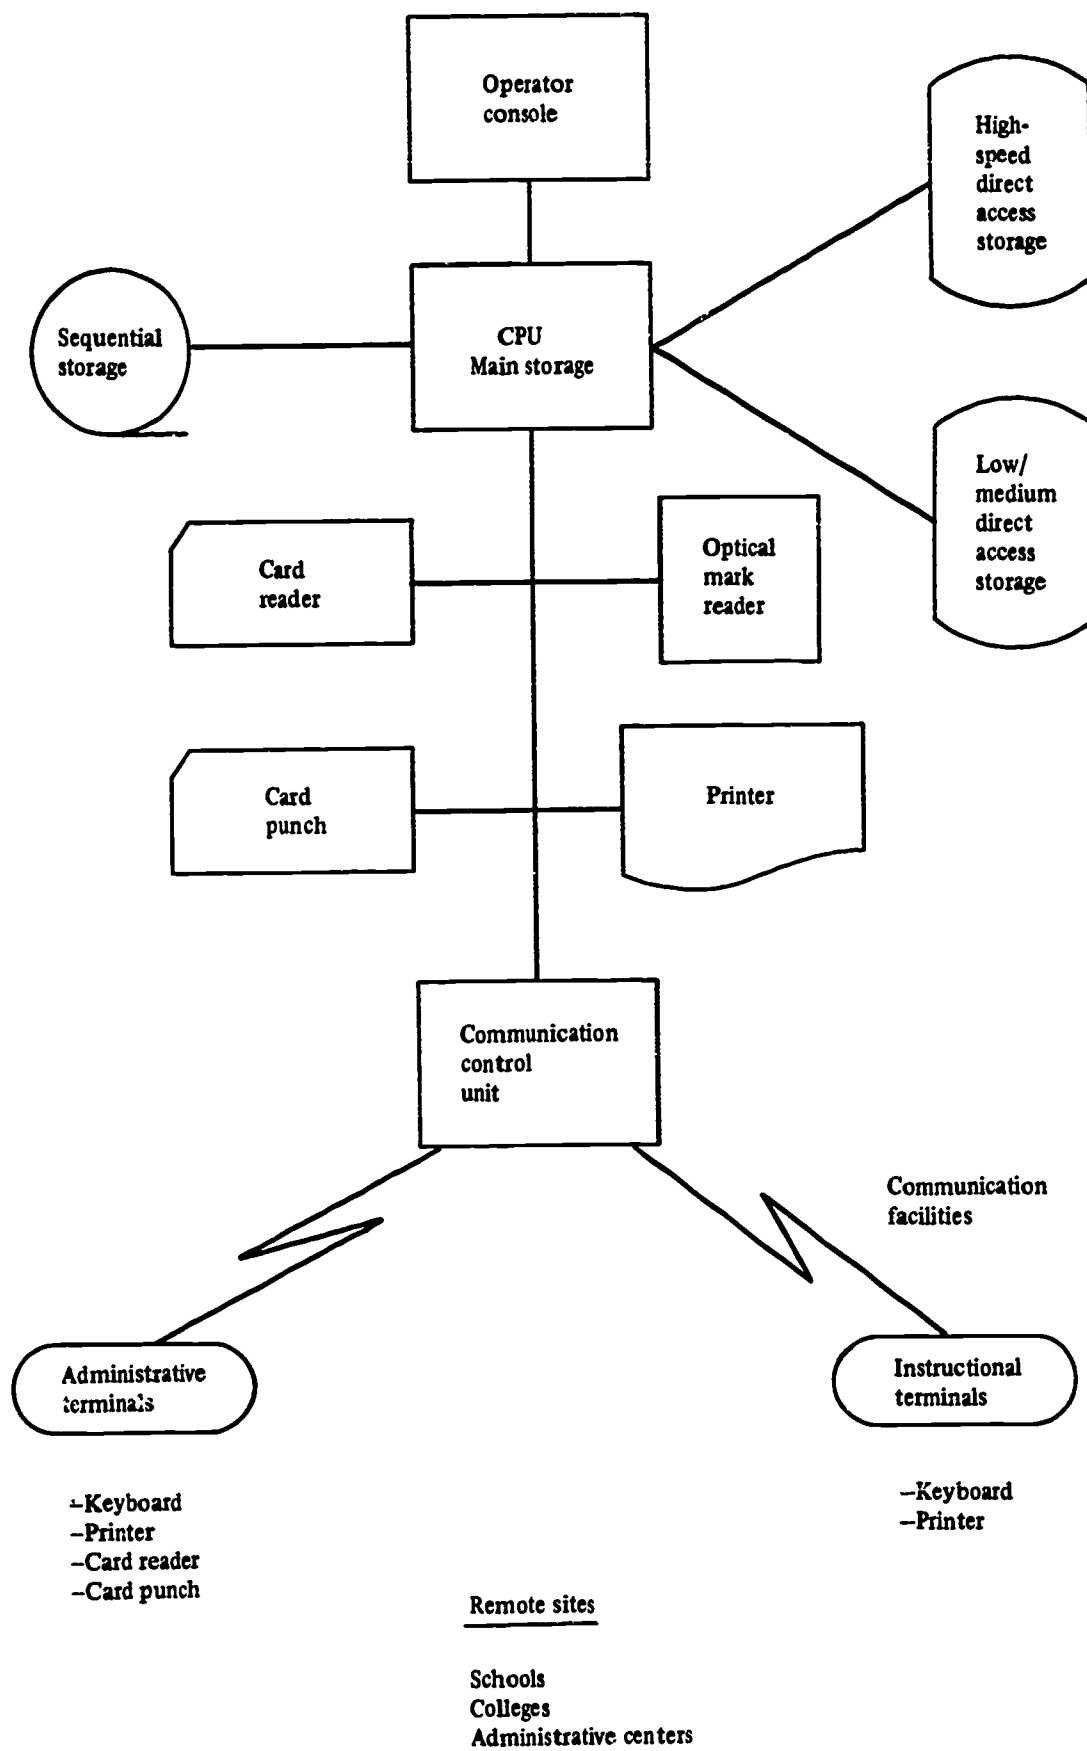 Operator
console
High-
speed
direct
access
storage
Sequential
storage
CPU
Main storage
Low/
medium
direct
access
storage
Card
reader
Optical
mark
reader
Card
punch
Printer
Communication
control
unit
Communication
facilities
Administrative
terminals
Instructional
terminals
–Keyboard
–Printer
–Card reader
–Card punch
–Keyboard
–Printer
Remote sites
Schools
Colleges
Administrative centers